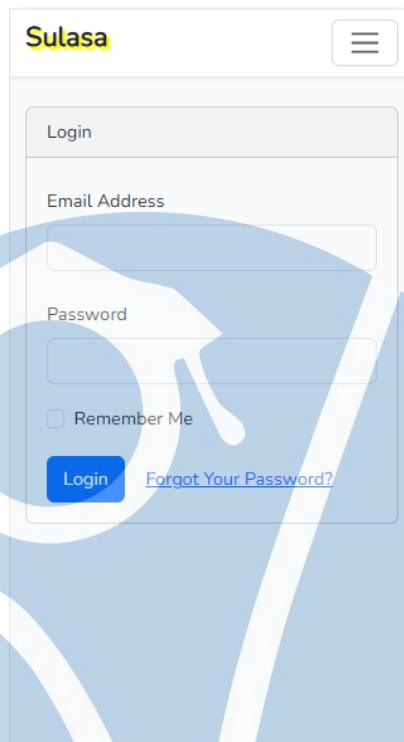 Sulasa
Login
Email Address
Password
Remember Me
Login
Forgot Your Password?